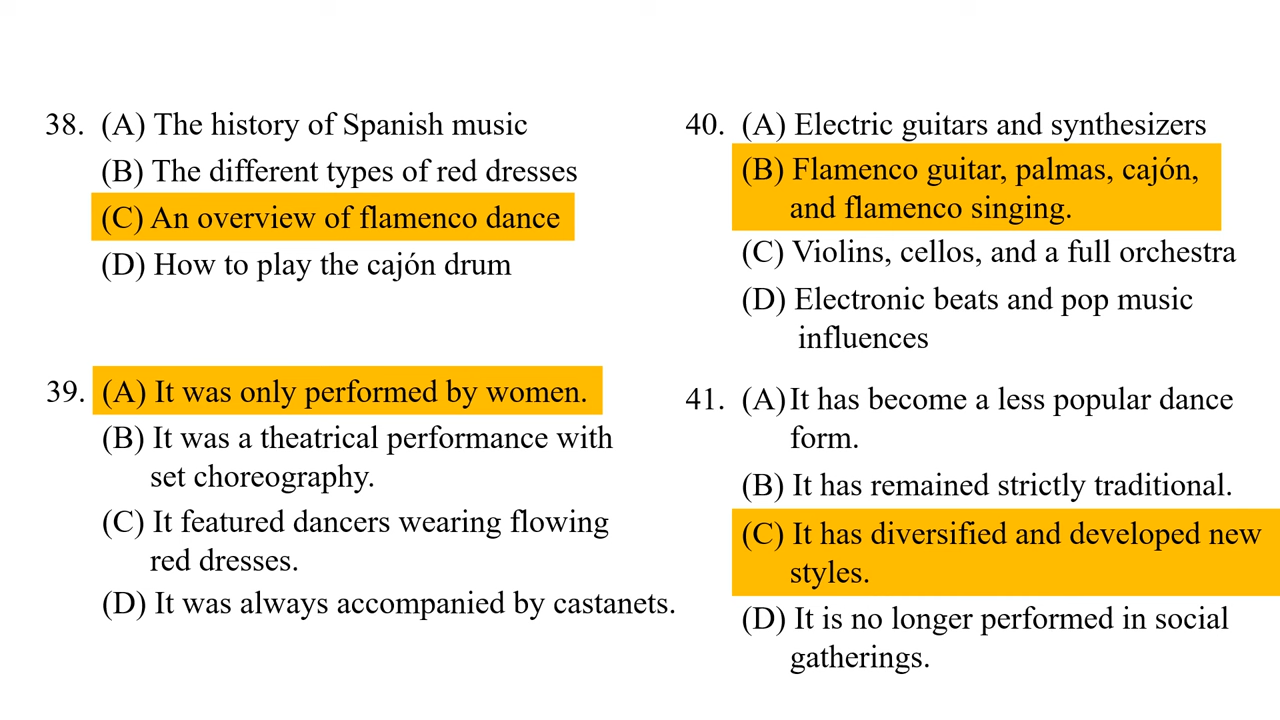 38. (A) The history of Spanish music
(B) The different types of red dresses
(C) An overview of flamenco dance
(D) How to play the cajón drum
39. (A) It was only performed by women.
(B) It was a theatrical performance with
set choreography.
(C) It featured dancers wearing flowing
red dresses.
(D) It was always accompanied by castanets.
40. (A) Electric guitars and synthesizers
(B) Flamenco guitar, palmas, cajón,
and flamenco singing.
(C) Violins, cellos, and a full orchestra
(D) Electronic beats and pop music
influences
41. (A) It has become a less popular dance
form.
(B) It has remained strictly traditional.
(C) It has diversified and developed new
styles.
(D) It is no longer performed in social
gatherings.